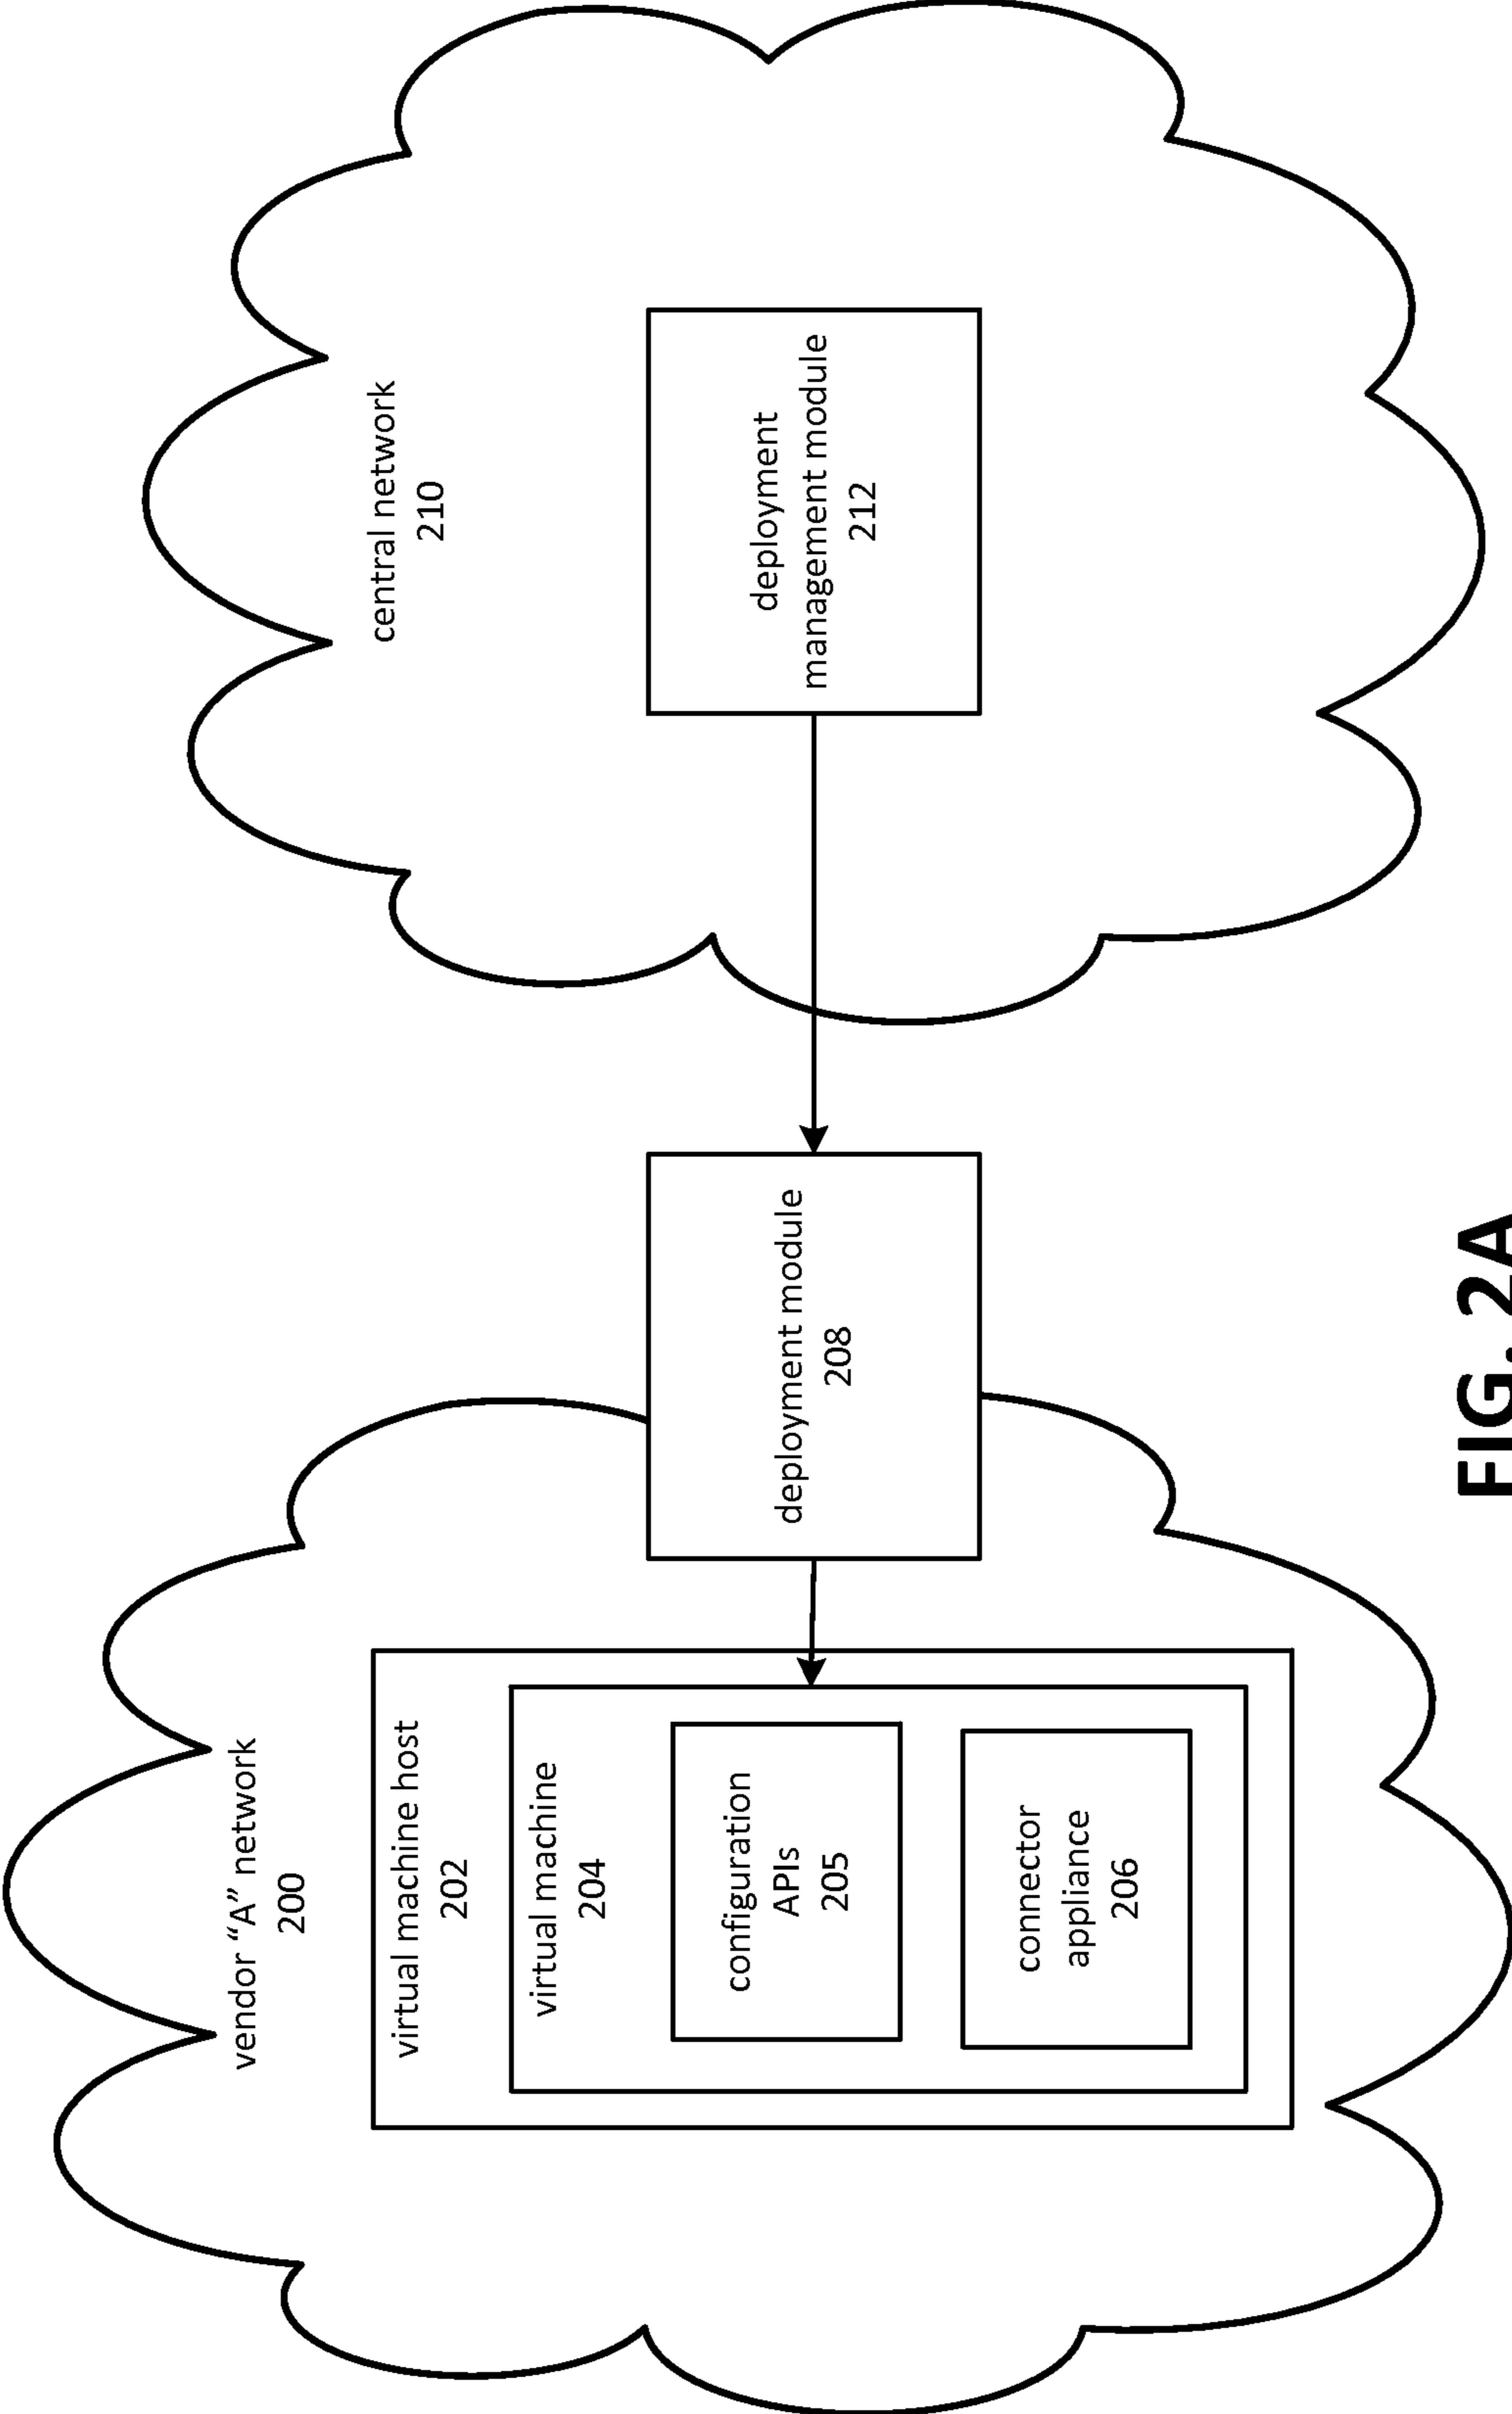 vendor “A” network
200
virtual machine host
202
virtual machine
204
configuration
APIs
205
connector
appliance
206
deployment module
208
central network
210
deployment
management module
212
FIG. 2A